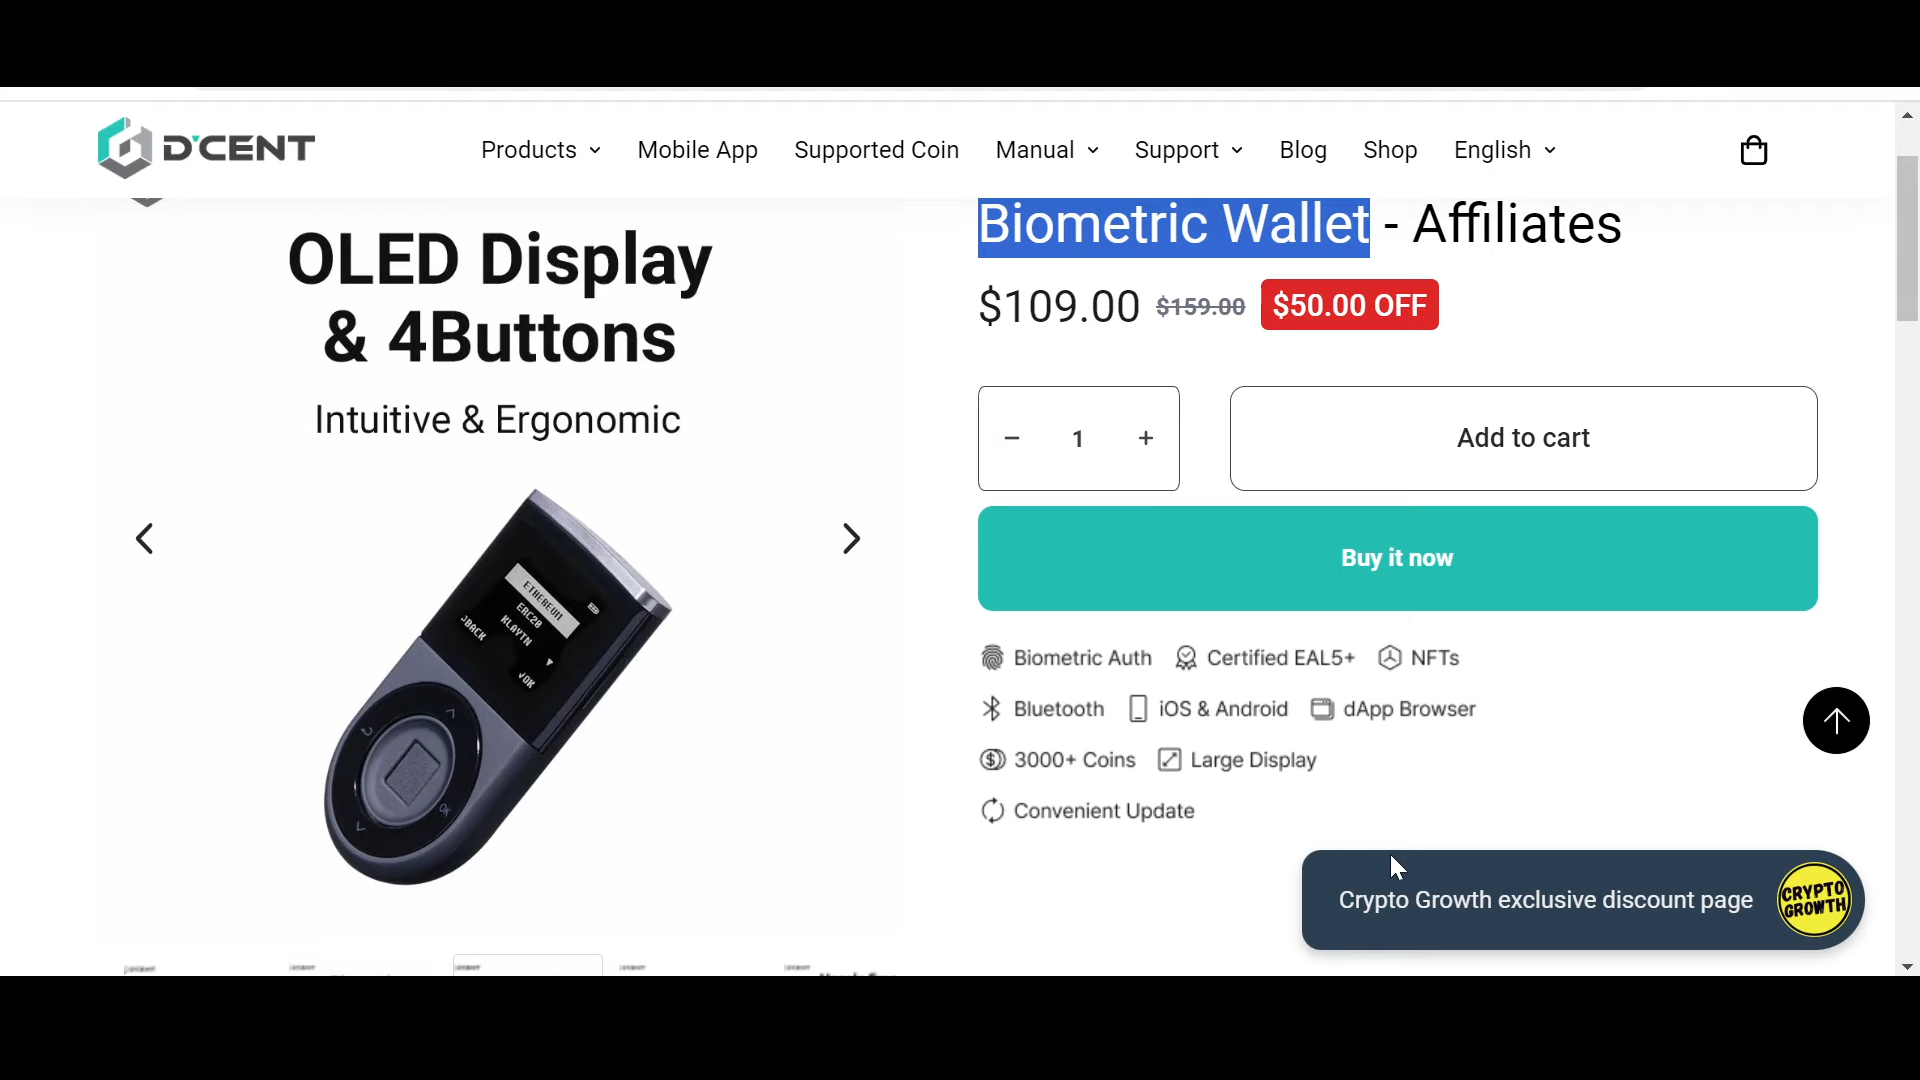 D'CENT
Products
Mobile App
Supported Coin
Manual
Support
Blog
Shop
English
OLED Display
& 4Buttons
Intuitive & Ergonomic
ETHEREUM
ERC20
KLAYTN
BACK
OK
OK
Biometric Wallet - Affiliates
$109.00 $159.00 $50.00 OFF
− 1 +
Add to cart
Buy it now
Biometric Auth Certified EAL5+ NFTs
Bluetooth iOS & Android dApp Browser
3000+ Coins Large Display
Convenient Update
Crypto Growth exclusive discount page
CRYPTO
GROWTH